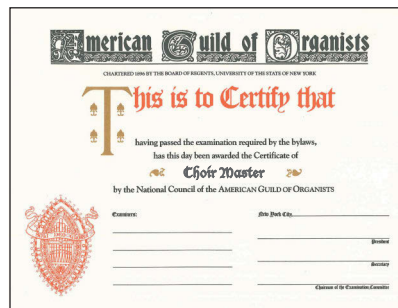 American Guild of Organists
CHARTERED 1896 BY THE BOARD OF REGENTS, UNIVERSITY OF THE STATE OF NEW YORK
This is to Certify that
having passed the examination required by the bylaws,
has this day been awarded the Certificate of
Choir Master
by the National Council of the AMERICAN GUILD OF ORGANISTS
Examiners:
New York City,
President
Secretary
Chairman of the Examination Committee